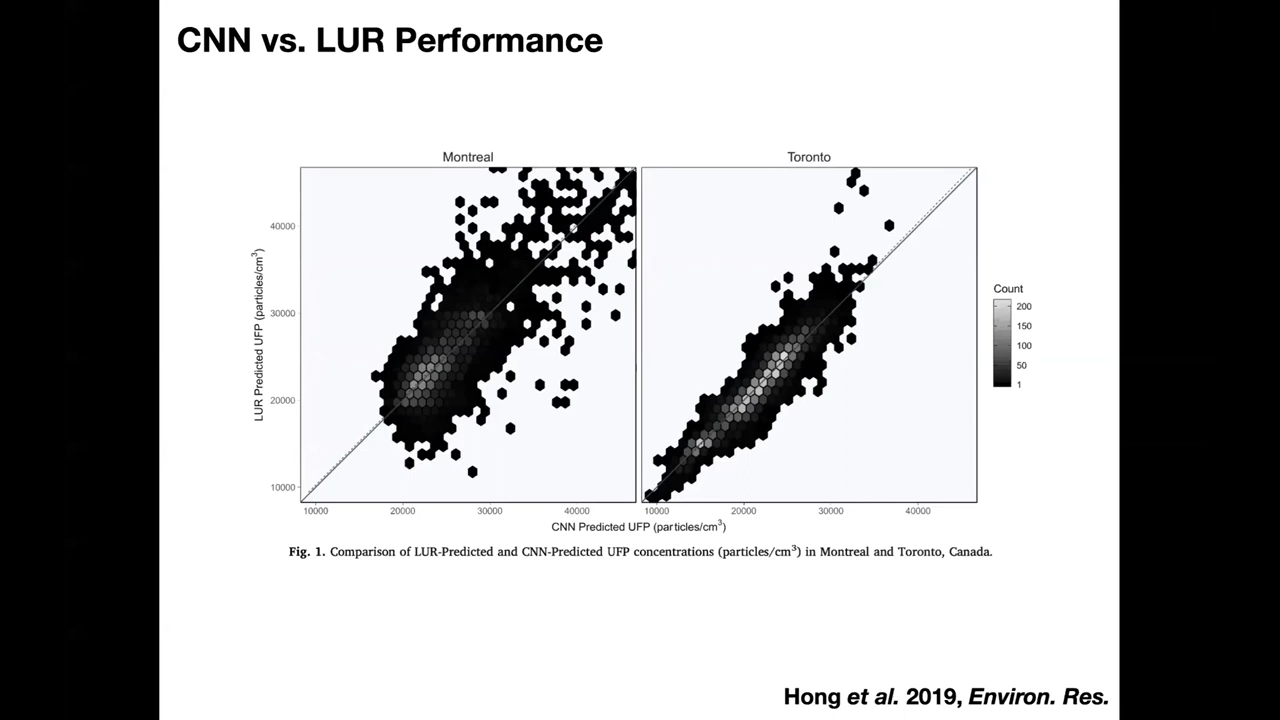 CNN vs. LUR Performance
Montreal
Toronto
LUR Predicted UFP (particles/cm³)
40000
30000
20000
10000
10000 20000 30000 40000
10000 20000 30000 40000
CNN Predicted UFP (particles/cm³)
Count
200
150
100
50
1
Fig. 1. Comparison of LUR-Predicted and CNN-Predicted UFP concentrations (particles/cm³) in Montreal and Toronto, Canada.
Hong et al. 2019, Environ. Res.